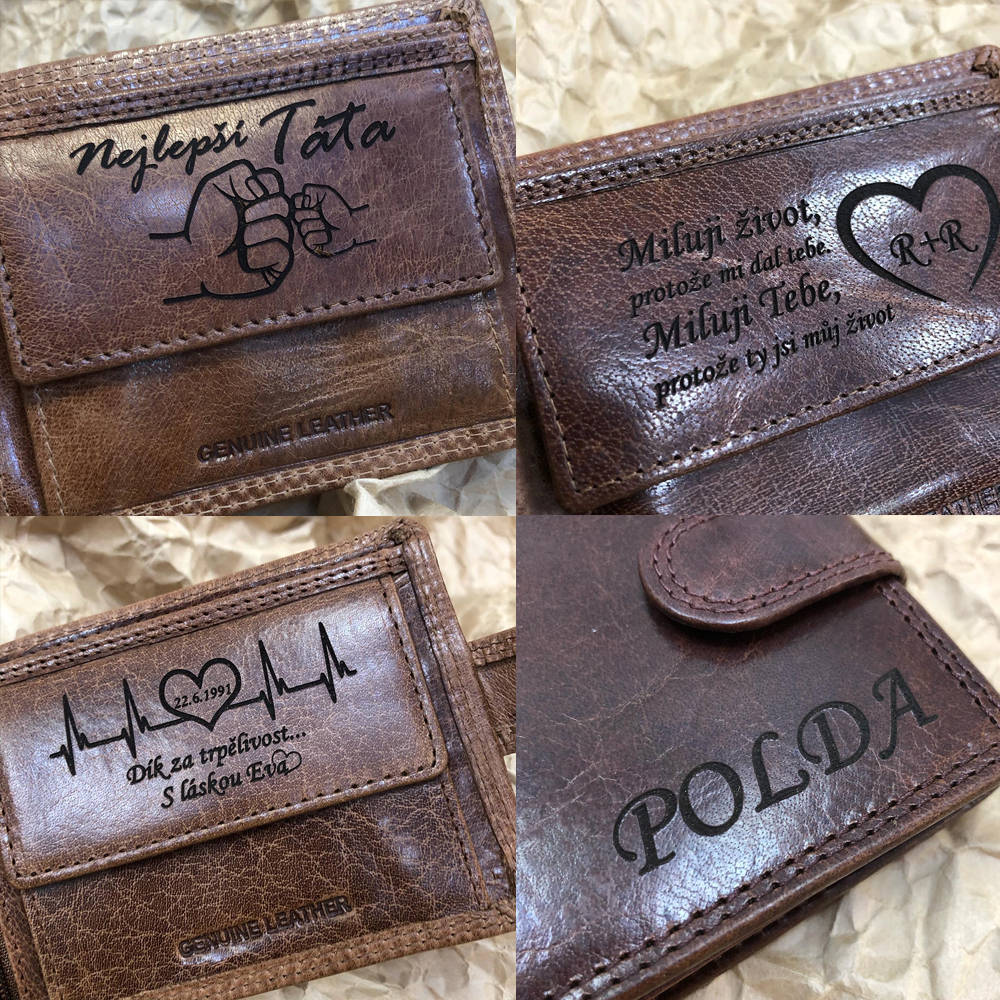 Nejlepší Táta
GENUINE LEATHER
Miluji život,
protože mi dal tebe.
Miluji Tebe,
protože ty jsi můj život
R+R
22.6.1991
Dík za trpělivost...
S láskou Eva
GENUINE LEATHER
POLDA